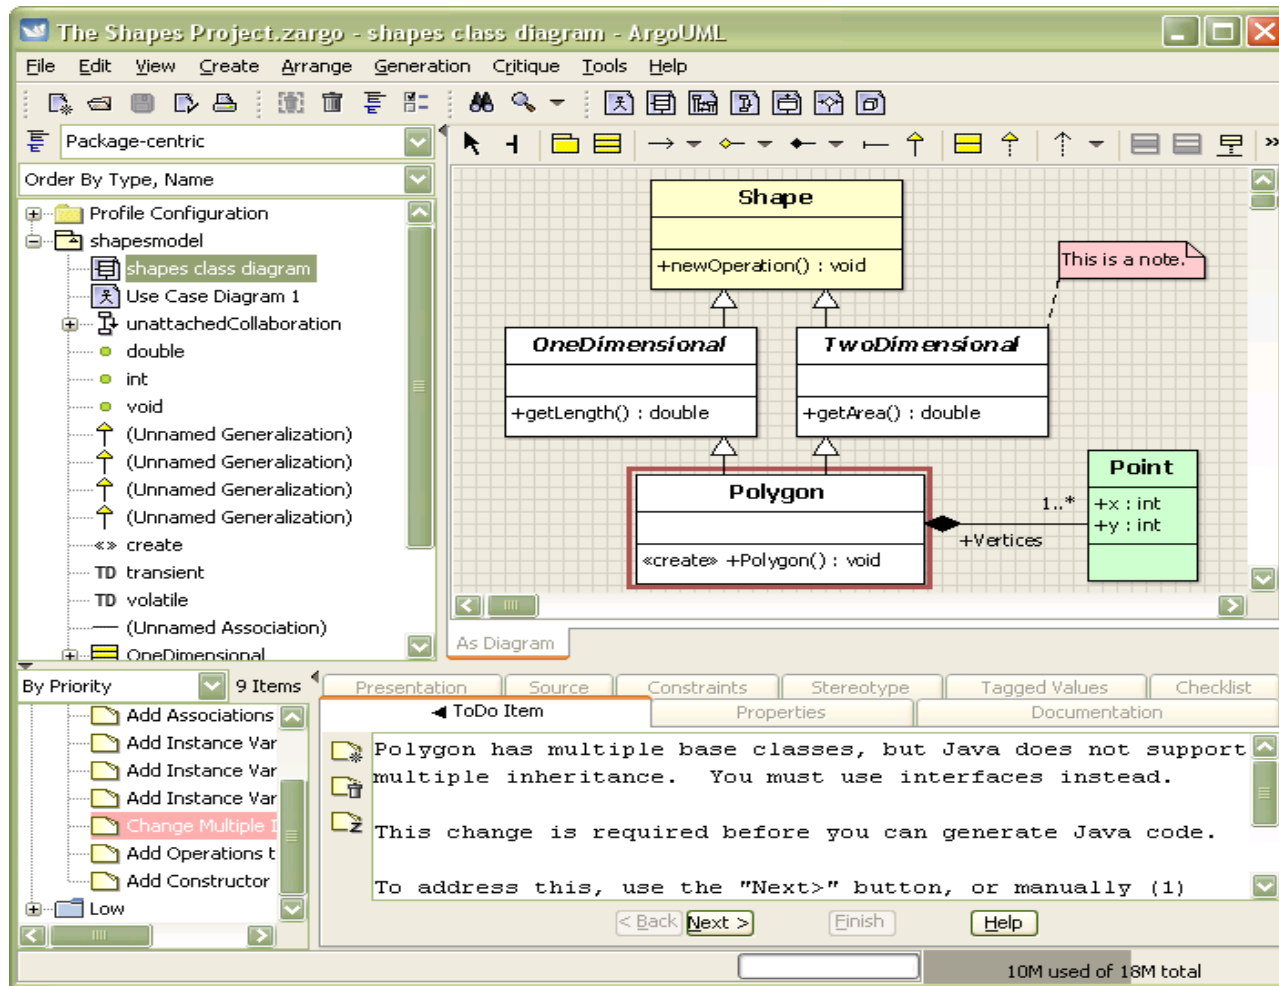 The Shapes Project.zargo - shapes class diagram - ArgoUML
File Edit View Create Arrange Generation Critique Tools Help
Package-centric
Order By Type, Name
Profile Configuration
shapesmodel
shapes class diagram
Use Case Diagram 1
unattachedCollaboration
double
int
void
(Unnamed Generalization)
(Unnamed Generalization)
(Unnamed Generalization)
(Unnamed Generalization)
«» create
TD transient
TD volatile
(Unnamed Association)
OneDimensional
Shape
+newOperation() : void
This is a note.
OneDimensional
+getLength() : double
TwoDimensional
+getArea() : double
Polygon
«create» +Polygon() : void
1..*
+Vertices
Point
+x : int
+y : int
As Diagram
By Priority
9 Items
Add Associations
Add Instance Var
Add Instance Var
Add Instance Var
Change Multiple I
Add Operations t
Add Constructor
Low
Presentation Source Constraints Stereotype Tagged Values Checklist
ToDo Item Properties Documentation
Polygon has multiple base classes, but Java does not support
multiple inheritance. You must use interfaces instead.
This change is required before you can generate Java code.
To address this, use the "Next>" button, or manually (1)
< Back Next > Finish Help
10M used of 18M total